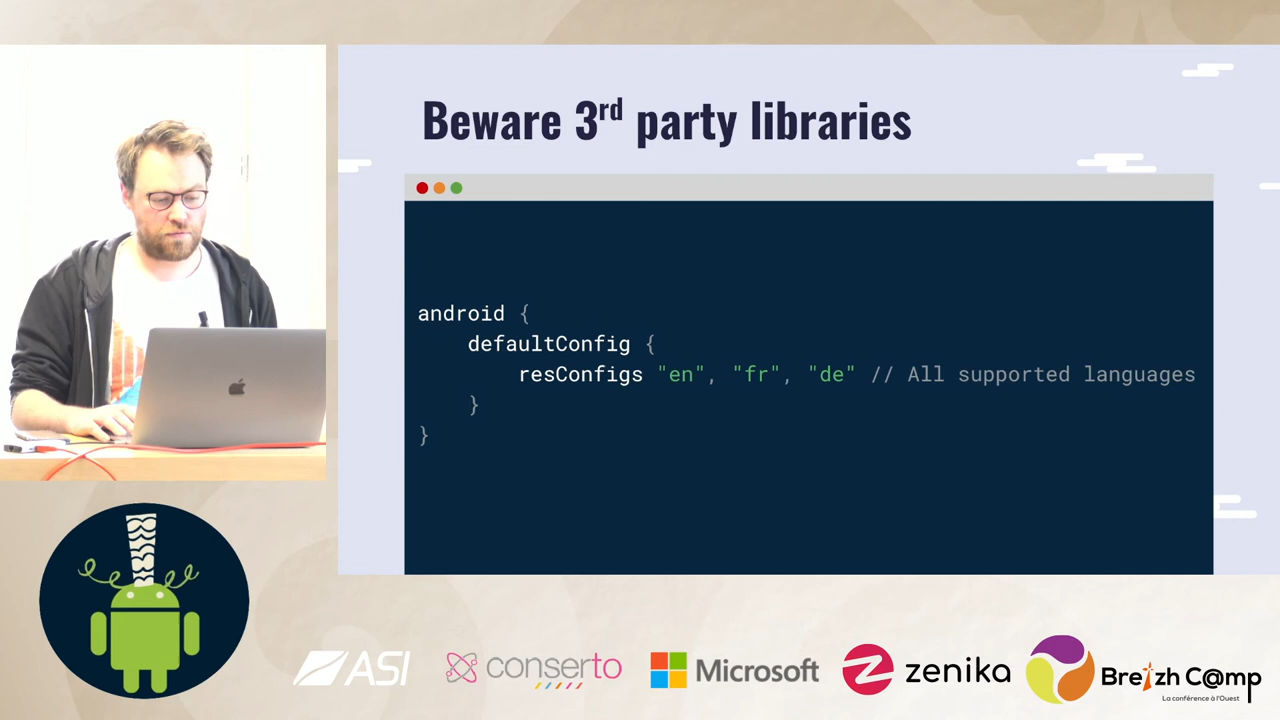 Beware 3rd party libraries
android {
defaultConfig {
resConfigs "en", "fr", "de" // All supported languages
}
}
ASI
conserto
Microsoft
zenika
Breizh C@mp
La conférence à l'Ouest